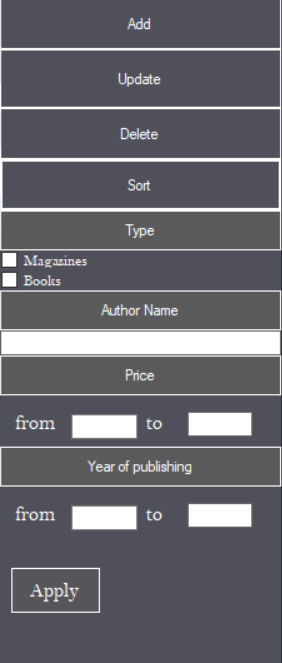 Add
Update
Delete
Sort
Type
Magazines
Books
Author Name
Price
from to
Year of publishing
from to
Apply